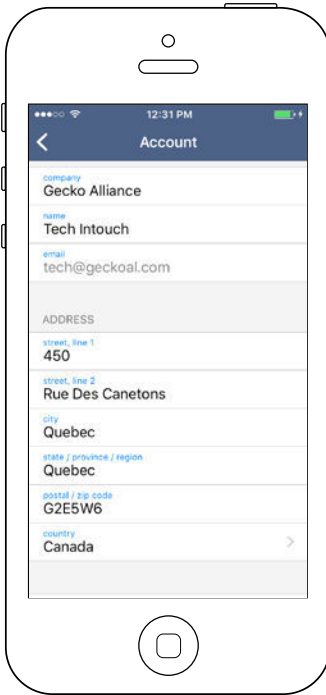 12:31 PM
Account
company
Gecko Alliance
name
Tech Intouch
email
tech@geckoal.com
ADDRESS
street, line 1
450
street, line 2
Rue Des Canetons
city
Quebec
state / province / region
Quebec
postal / zip code
G2E5W6
country
Canada